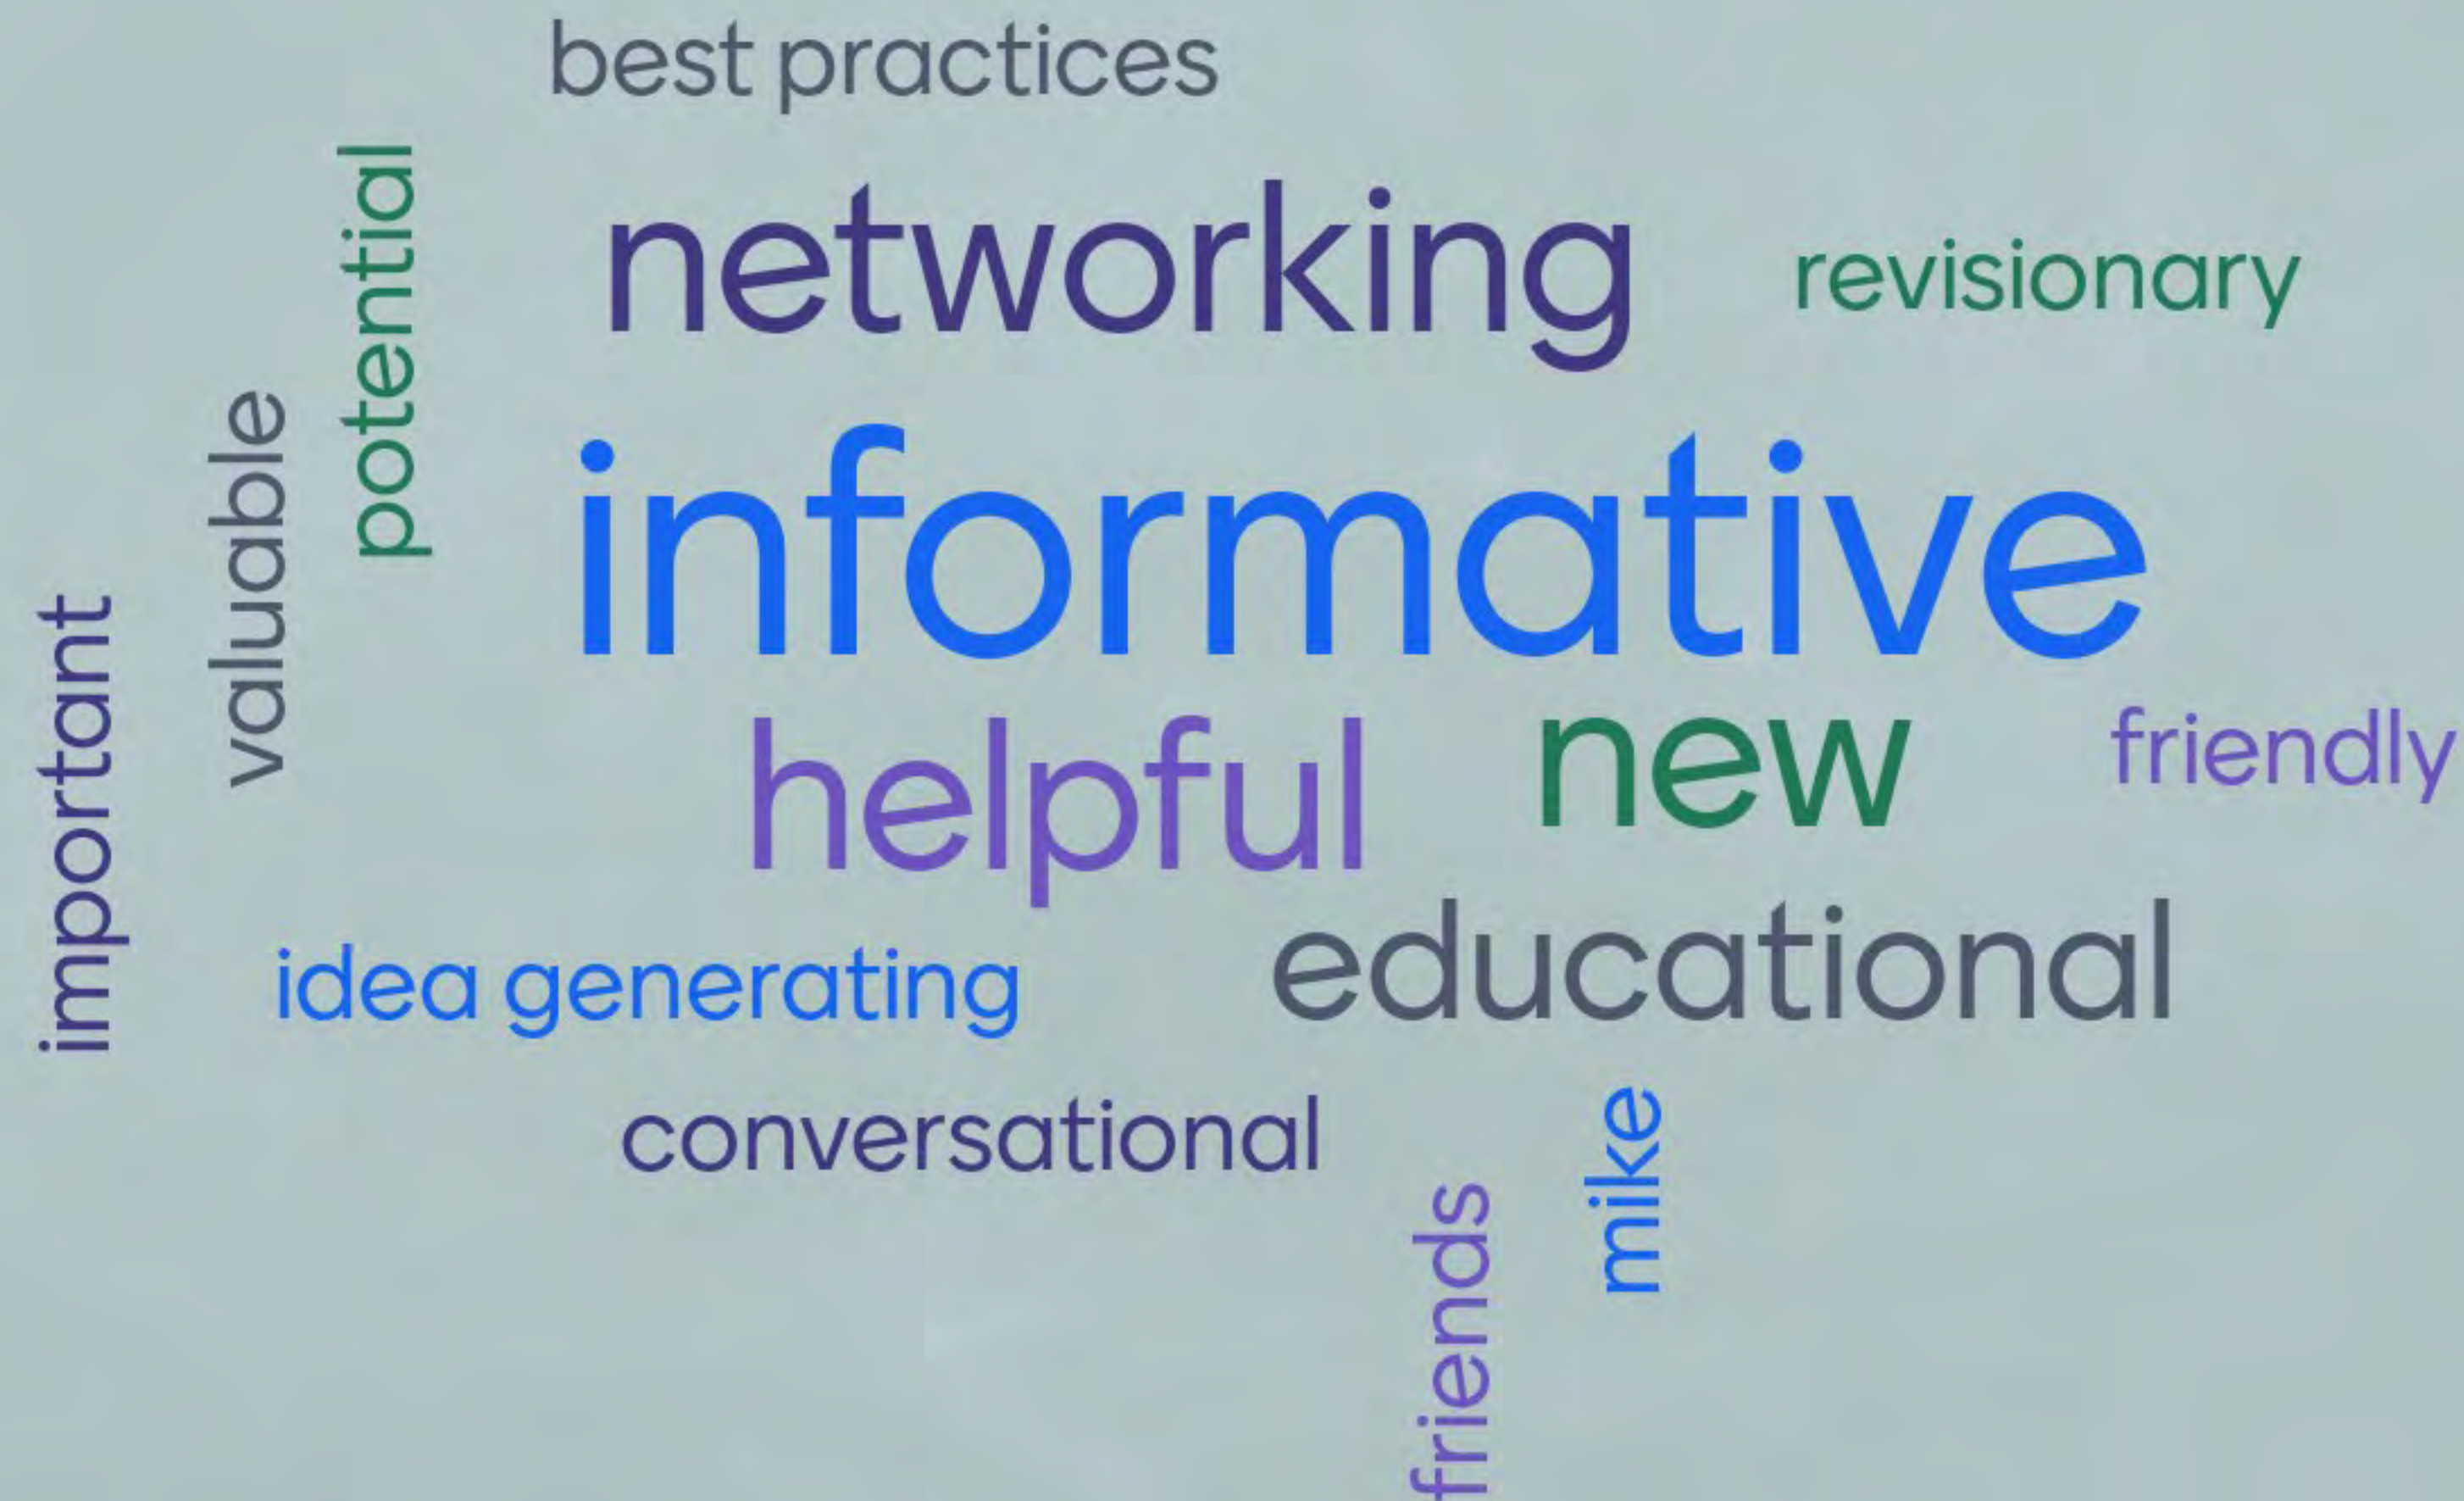 best practices
potential
networking
revisionary
valuable
informative
important
helpful
new
friendly
educational
idea generating
conversational
mike
friends